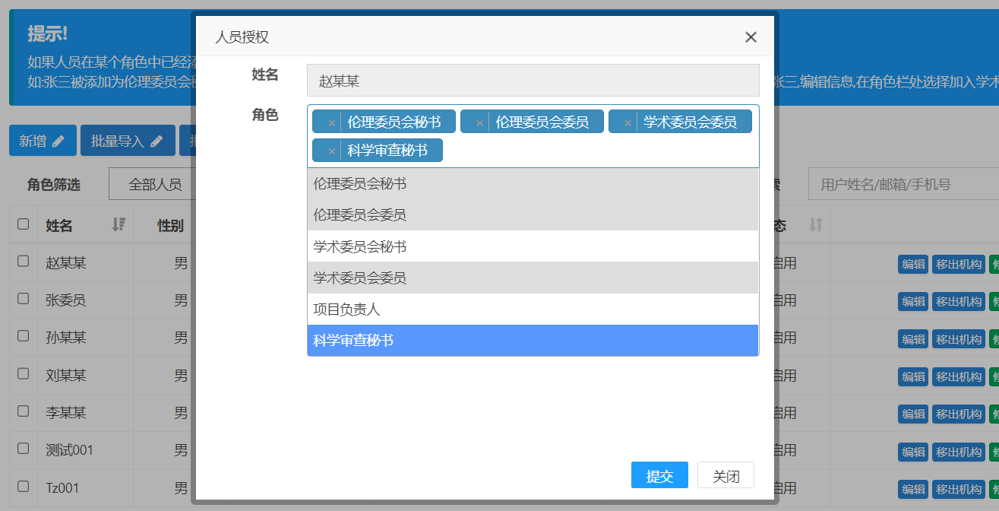 提示!
如果人员在某个角色中已经添
如:张三被添加为伦理委员会秘
张三,编辑信息,在角色栏处选择加入学术
新增
批量导入
角色筛选
全部人员
用户姓名/邮箱/手机号
姓名
性别
态
赵某某
男
启用
编辑
移出机构
张委员
男
启用
编辑
移出机构
孙某某
男
启用
编辑
移出机构
刘某某
男
启用
编辑
移出机构
李某某
男
启用
编辑
移出机构
测试001
男
启用
编辑
移出机构
Tz001
男
启用
编辑
移出机构
人员授权
×
姓名
赵某某
角色
× 伦理委员会秘书
× 伦理委员会委员
× 学术委员会委员
× 科学审查秘书
伦理委员会秘书
伦理委员会委员
学术委员会秘书
学术委员会委员
项目负责人
科学审查秘书
提交
关闭